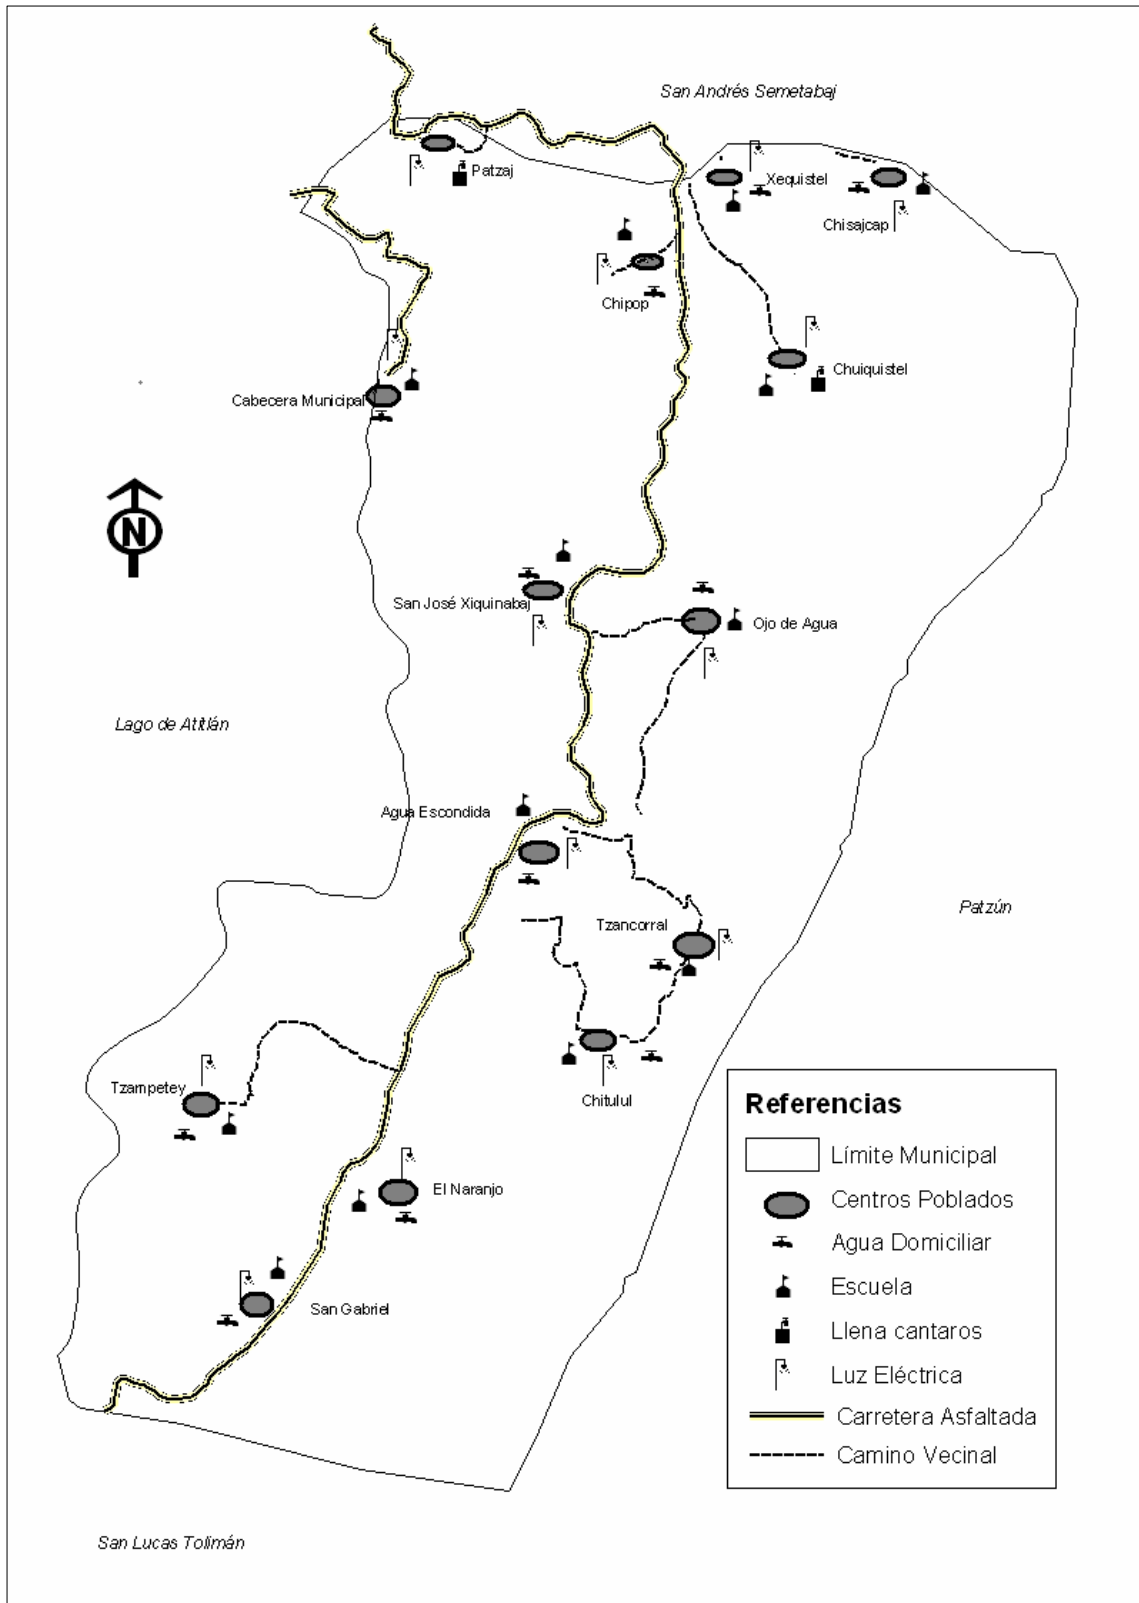 San Andrés Semetabaj
Patzaj
Xequistel
Chisajcap
Chipop
Chuiquistel
Cabecera Municipal
N
San José Xiquinabaj
Ojo de Agua
Lago de Atitlán
Agua Escondida
Patzún
Tzancorral
Tzampetey
Chitulul
El Naranjo
San Gabriel
Referencias
Límite Municipal
Centros Poblados
Agua Domiciliar
Escuela
Llena cantaros
Luz Eléctrica
Carretera Asfaltada
Camino Vecinal
San Lucas Tolimán